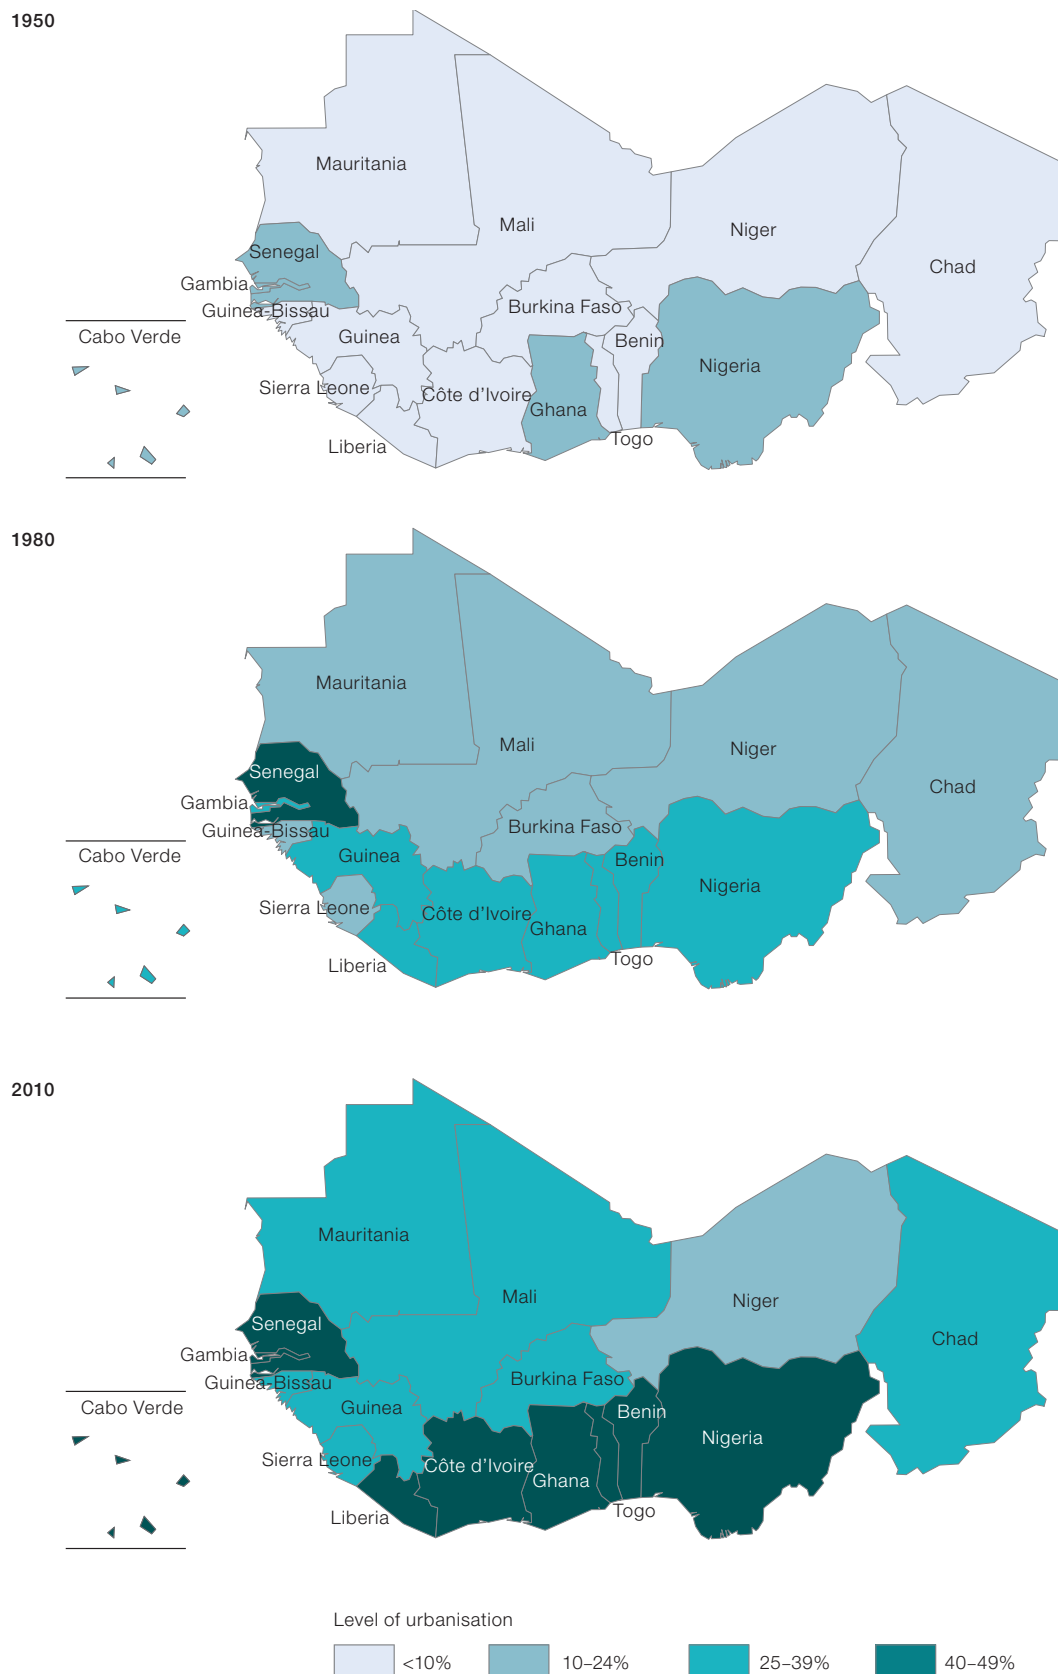 1950
Mauritania
Mali
Niger
Chad
Senegal
Gambia
Guinea-Bissau
Burkina Faso
Cabo Verde
Guinea
Benin
Nigeria
Sierra Leone
Côte d'Ivoire
Ghana
Togo
Liberia
1980
Mauritania
Mali
Niger
Chad
Senegal
Gambia
Guinea-Bissau
Burkina Faso
Cabo Verde
Guinea
Benin
Nigeria
Sierra Leone
Côte d'Ivoire
Ghana
Togo
Liberia
2010
Mauritania
Mali
Niger
Chad
Senegal
Gambia
Guinea-Bissau
Burkina Faso
Cabo Verde
Guinea
Benin
Nigeria
Sierra Leone
Côte d'Ivoire
Ghana
Togo
Liberia
Level of urbanisation
<10% 10–24% 25–39% 40–49%